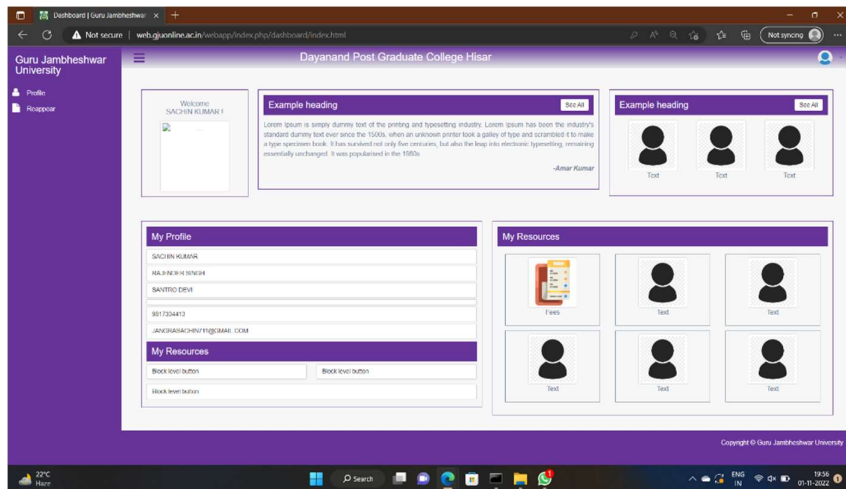 Dashboard | Guru Jambheshwar
Not secure | web.gjuonline.ac.in/webapp/index.php/dashboard/index.html
Not syncing
Guru Jambheshwar University
Dayanand Post Graduate College Hisar
Profile
Reappear
Welcome
SACHIN KUMAR !
Example heading
See All
Lorem Ipsum is simply dummy text of the printing and typesetting industry. Lorem Ipsum has been the industry's
standard dummy text ever since the 1500s, when an unknown printer took a galley of type and scrambled it to make
a type specimen book. It has survived not only five centuries, but also the leap into electronic typesetting, remaining
essentially unchanged. It was popularised in the 1960s
-Amar Kumar
Example heading
See All
Text
Text
Text
My Profile
SACHIN KUMAR
RAJENDER SINGH
SANTRO DEVI
JANGRASACHIN711@GMAIL.COM
My Resources
Block level button
Block level button
Block level button
My Resources
Fees
Text
Text
Text
Text
Text
Copyright © Guru Jambheshwar University
22°C
Haze
Search
ENG
IN
19:56
01-11-2022